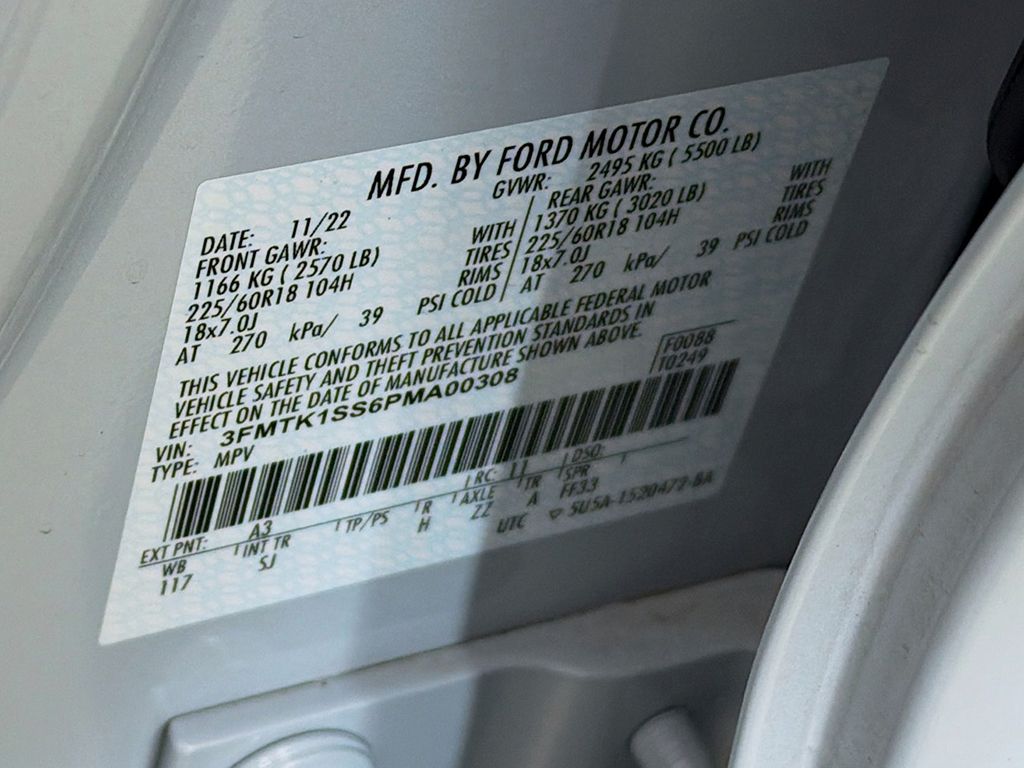 MFD. BY FORD MOTOR CO.
DATE: 11/22 GVWR: 2495 KG ( 5500 LB)
FRONT GAWR: REAR GAWR:
1166 KG ( 2570 LB) WITH 1370 KG ( 3020 LB) WITH
225/60R18 104H TIRES 225/60R18 104H TIRES
18x7.0J RIMS 18x7.0J RIMS
AT 270 kPa/ 39 PSI COLD AT 270 kPa/ 39 PSI COLD
THIS VEHICLE CONFORMS TO ALL APPLICABLE FEDERAL MOTOR
VEHICLE SAFETY AND THEFT PREVENTION STANDARDS IN
EFFECT ON THE DATE OF MANUFACTURE SHOWN ABOVE.
VIN: 3FMTK1SS6PMA00308 F0088
TYPE: MPV T0249
EXT PNT: A3 RC: 11 DSO:
WB INT TR TP/PS R AXLE TR SPR
117 SJ H ZZ A FF33
UTC ▽ 5U5A-1520472-BA